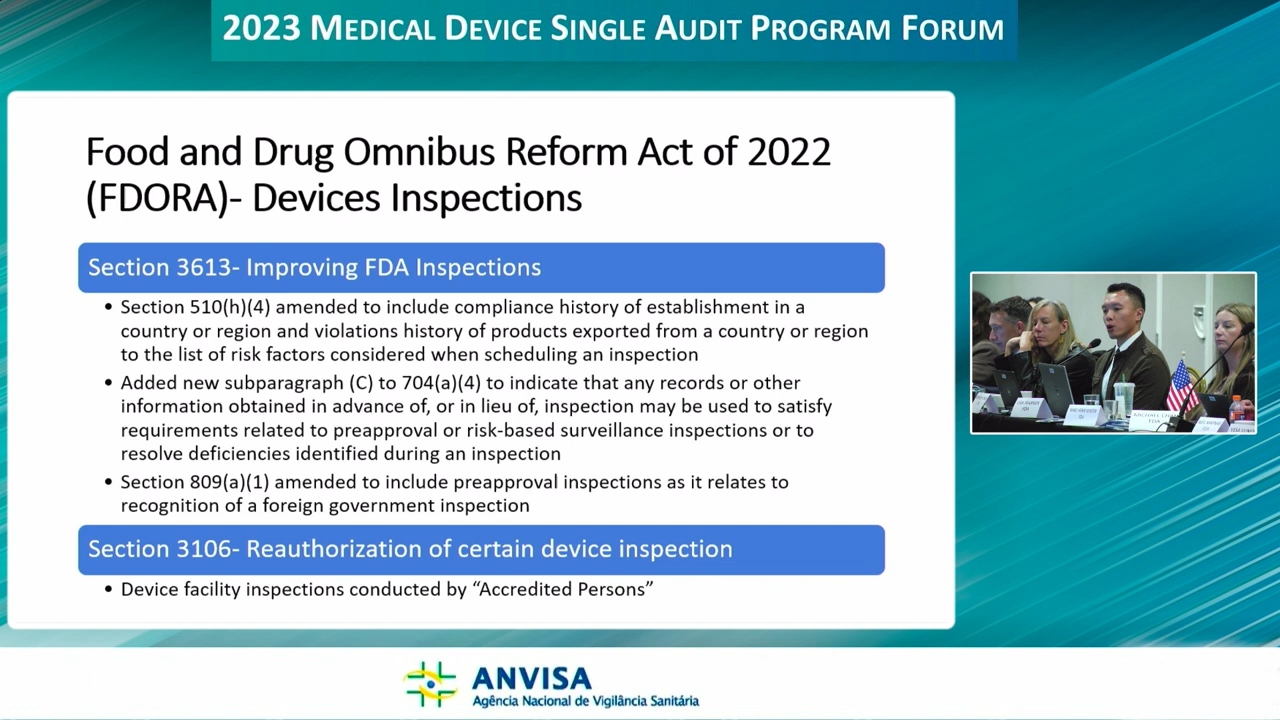 2023 MEDICAL DEVICE SINGLE AUDIT PROGRAM FORUM
Food and Drug Omnibus Reform Act of 2022
(FDORA)- Devices Inspections
Section 3613- Improving FDA Inspections
• Section 510(h)(4) amended to include compliance history of establishment in a
country or region and violations history of products exported from a country or region
to the list of risk factors considered when scheduling an inspection
• Added new subparagraph (C) to 704(a)(4) to indicate that any records or other
information obtained in advance of, or in lieu of, inspection may be used to satisfy
requirements related to preapproval or risk-based surveillance inspections or to
resolve deficiencies identified during an inspection
• Section 809(a)(1) amended to include preapproval inspections as it relates to
recognition of a foreign government inspection
Section 3106- Reauthorization of certain device inspection
• Device facility inspections conducted by “Accredited Persons”
FDA
FDA
FDA
ANVISA
Agência Nacional de Vigilância Sanitária